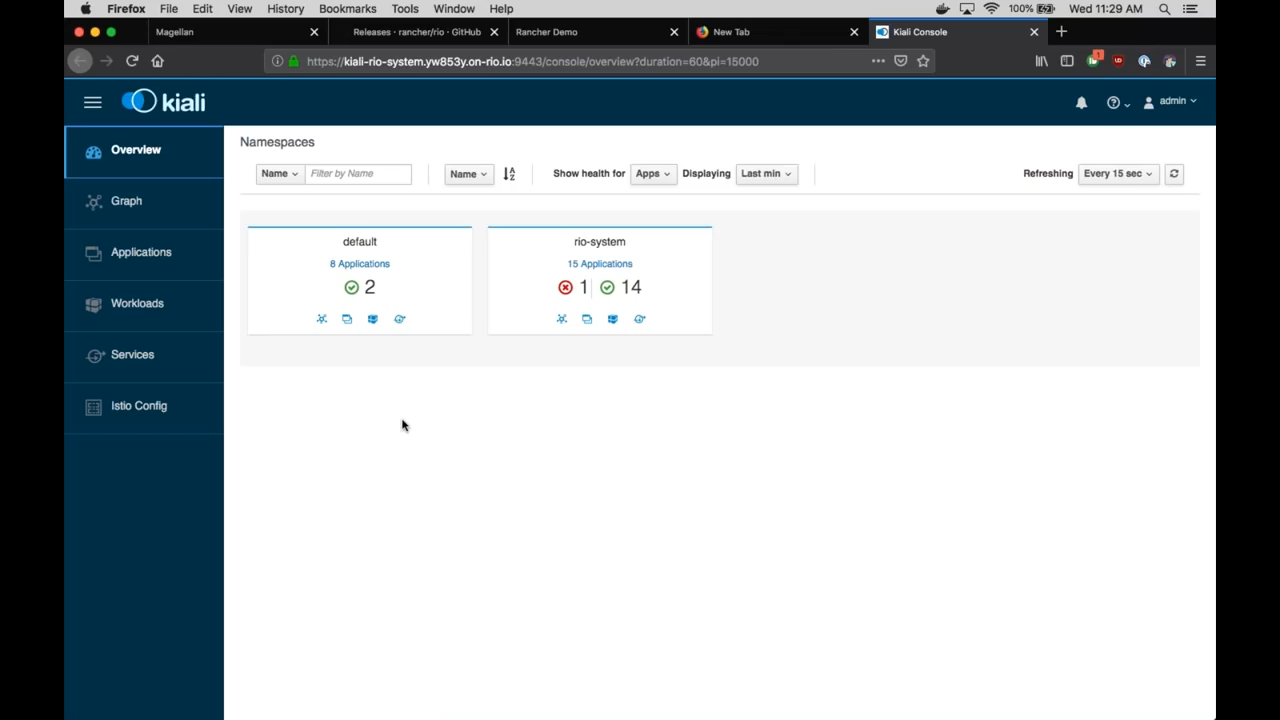 Firefox File Edit View History Bookmarks Tools Window Help 100% Wed 11:29 AM
Magellan Releases · rancher/rio · GitHub Rancher Demo New Tab Kiali Console
https://kiali-rio-system.yw853y.on-rio.io:9443/console/overview?duration=60&pi=15000 1
kiali admin
Overview
Graph
Applications
Workloads
Services
Istio Config
Namespaces
Name Filter by Name Name Show health for Apps Displaying Last min Refreshing Every 15 sec
default
8 Applications
2
rio-system
15 Applications
1 14